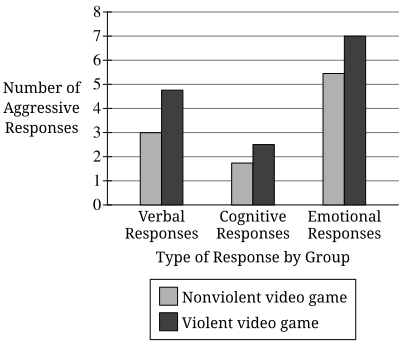 8
7
6
5
4
3
2
1
0
Number of
Aggressive
Responses
Verbal
Responses
Cognitive
Responses
Emotional
Responses
Type of Response by Group
Nonviolent video game
Violent video game